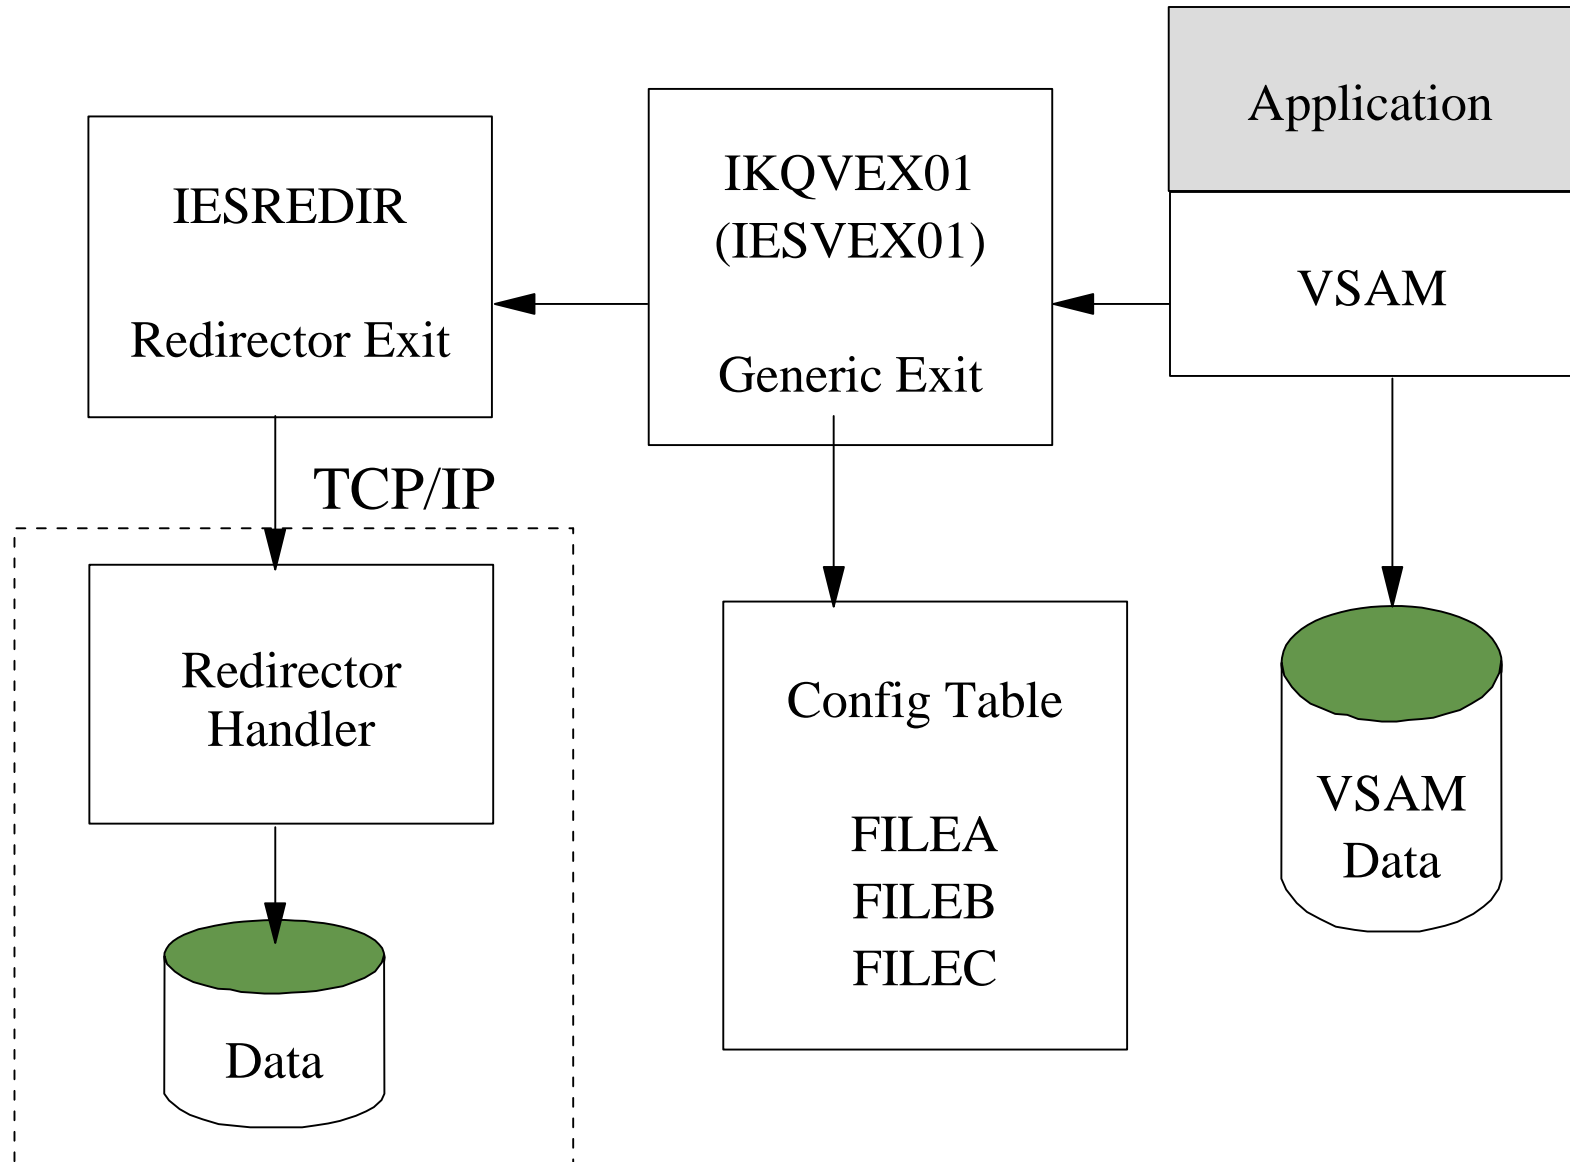 Application
VSAM
IKQVEX01
(IESVEX01)
Generic Exit
IESREDIR
Redirector Exit
TCP/IP
Redirector
Handler
Data
Config Table
FILEA
FILEB
FILEC
VSAM
Data